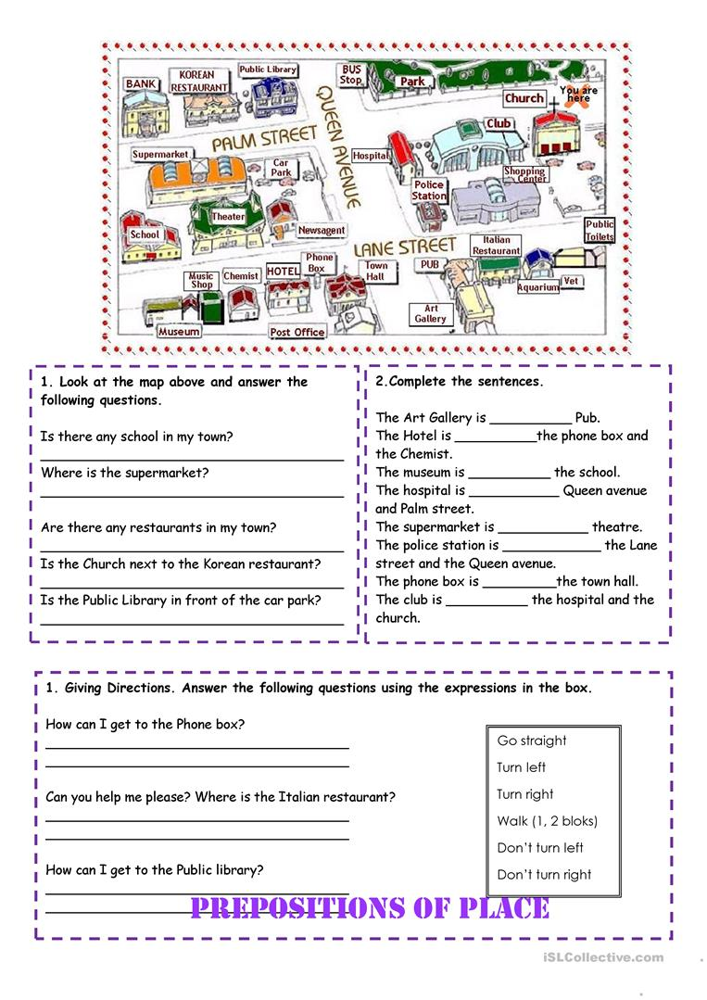 BANK
KOREAN
RESTAURANT
Public Library
BUS
Stop
Park
Church
You are
here
Club
QUEEN AVENUE
PALM STREET
Supermarket
Car
Park
Hospital
Shopping
Center
Police
Station
Theater
School
Newsagent
LANE STREET
Italian
Restaurant
Public
Toilets
Music
Shop
Chemist
HOTEL
Phone
Box
Town
Hall
PUB
Aquarium
Vet
Art
Gallery
Museum
Post Office
1. Look at the map above and answer the
following questions.
Is there any school in my town?
_______________________________________
Where is the supermarket?
_______________________________________
Are there any restaurants in my town?
_______________________________________
Is the Church next to the Korean restaurant?
_______________________________________
Is the Public Library in front of the car park?
_______________________________________
2.Complete the sentences.
The Art Gallery is ___________ Pub.
The Hotel is ___________the phone box and
the Chemist.
The museum is ___________ the school.
The hospital is ____________ Queen avenue
and Palm street.
The supermarket is ____________ theatre.
The police station is _____________ the Lane
street and the Queen avenue.
The phone box is __________the town hall.
The club is ___________ the hospital and the
church.
1. Giving Directions. Answer the following questions using the expressions in the box.
How can I get to the Phone box?
_______________________________________
_______________________________________
Can you help me please? Where is the Italian restaurant?
_______________________________________
_______________________________________
How can I get to the Public library?
_______________________________________
_______________________________________
Go straight
Turn left
Turn right
Walk (1, 2 bloks)
Don't turn left
Don't turn right
PREPOSITIONS OF PLACE
iSLCollective.com